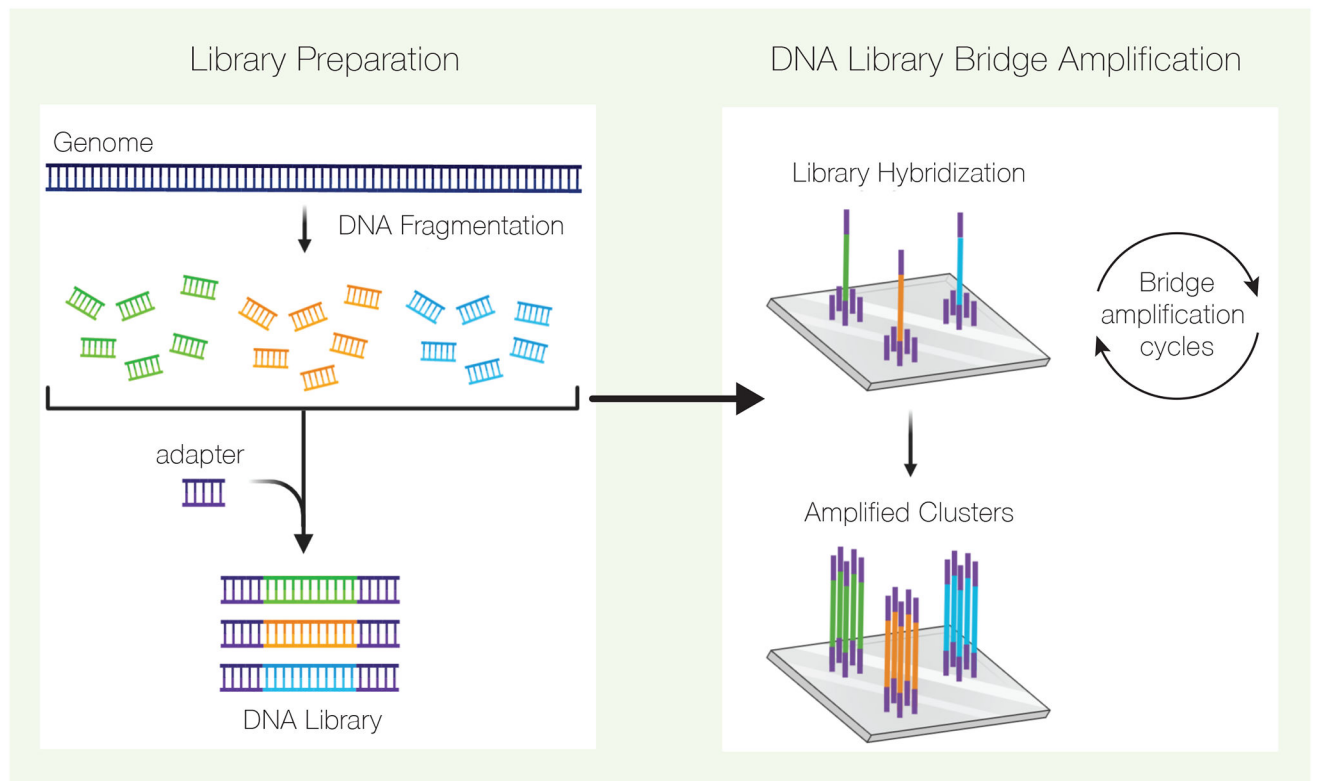 Library Preparation
Genome
DNA Fragmentation
adapter
DNA Library
DNA Library Bridge Amplification
Library Hybridization
Bridge
amplification
cycles
Amplified Clusters